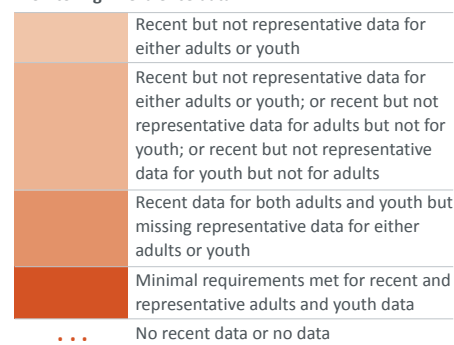 Recent but not representative data for
either adults or youth
Recent but not representative data for
either adults or youth; or recent but not
representative data for adults but not for
youth; or recent but not representative
data for youth but not for adults
Recent data for both adults and youth but
missing representative data for either
adults or youth
Minimal requirements met for recent and
representative adults and youth data
. . . No recent data or no data